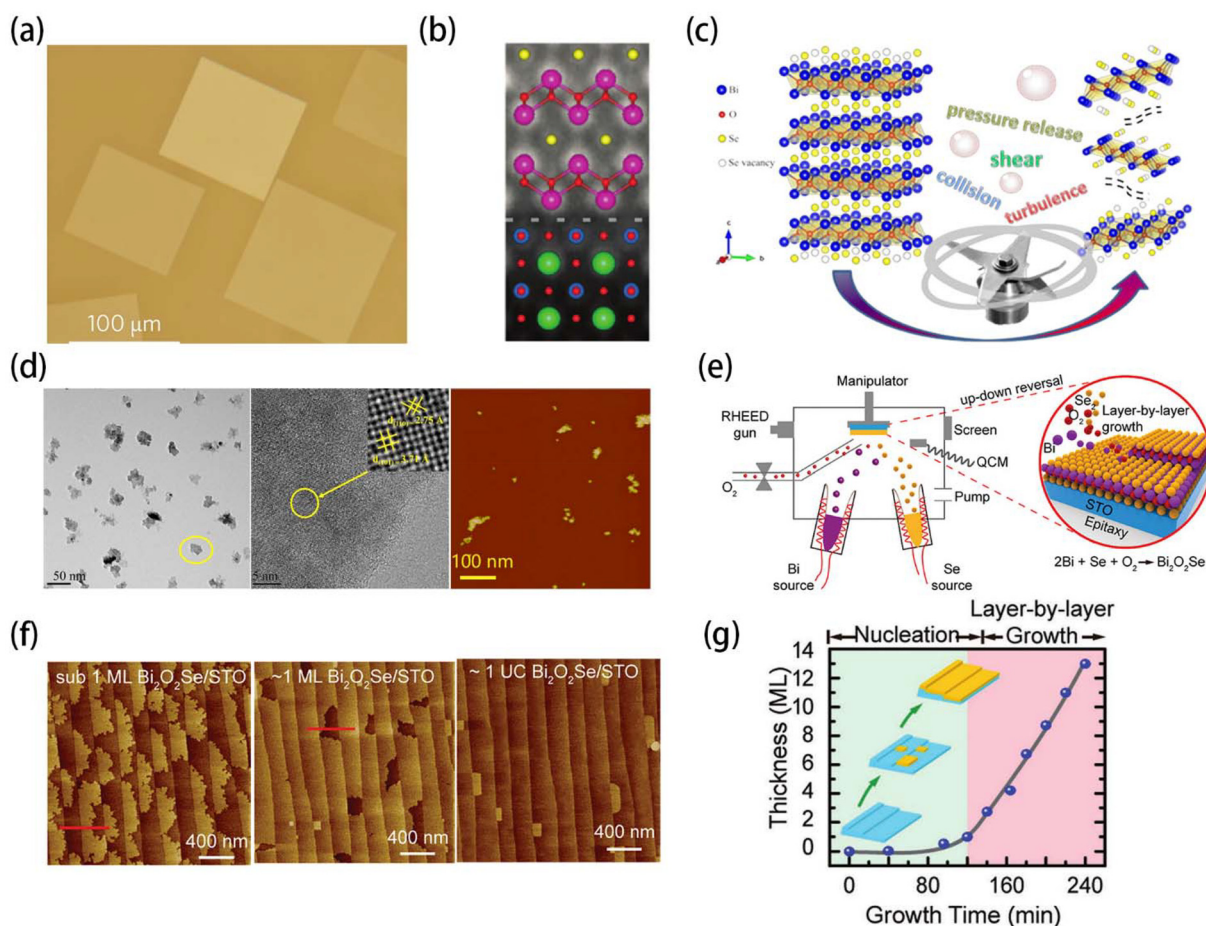 (a)
100 μm
(b)
(c)
Bi
O
Se
Se vacancy
c
b
pressure release
shear
collision
turbulence
(d)
50 nm
5 nm
100 nm
(e)
Manipulator
up-down reversal
RHEED
gun
Screen
QCM
O2
Pump
Bi
source
Se
source
Se2
O2
Bi
Layer-by-layer
growth
STO
Epitaxy
2Bi + Se + O2 → Bi2O2Se
(f)
sub 1 ML Bi2O2Se/STO
400 nm
~1 ML Bi2O2Se/STO
400 nm
~ 1 UC Bi2O2Se/STO
400 nm
(g)
Layer-by-layer
Nucleation
Growth
Thickness (ML)
14
12
10
8
6
4
2
0
0
80
160
240
Growth Time (min)